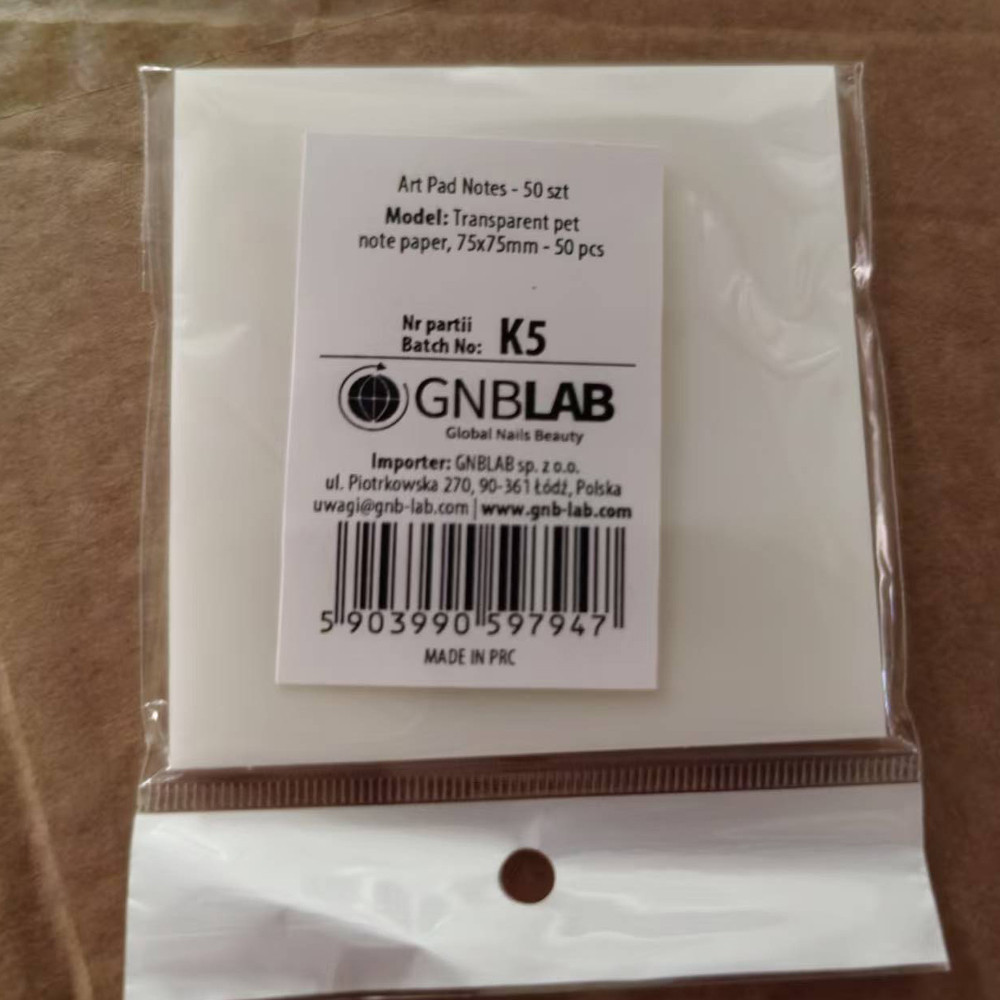 Art Pad Notes - 50 szt
Model: Transparent pet
note paper, 75x75mm - 50 pcs
Nr partii
Batch No: K5
GNBLAB
Global Nails Beauty
Importer: GNBLAB sp. z o.o.
ul. Piotrkowska 270, 90-361 Łódź, Polska
uwagi@gnb-lab.com | www.gnb-lab.com
5 903990 597947
MADE IN PRC